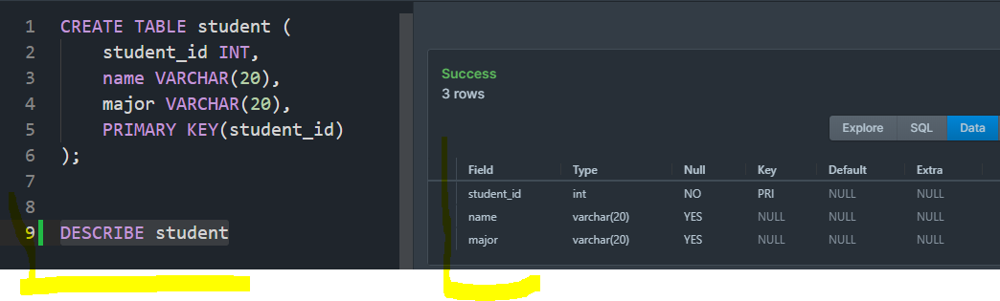 1 CREATE TABLE student (
2 student_id INT,
3 name VARCHAR(20),
4 major VARCHAR(20),
5 PRIMARY KEY(student_id)
6 );
7
8
9 DESCRIBE student
Success
3 rows
Explore SQL Data
Field Type Null Key Default Extra
student_id int NO PRI NULL NULL
name varchar(20) YES NULL NULL NULL
major varchar(20) YES NULL NULL NULL